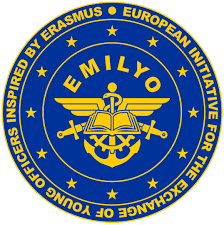 EUROPEAN INITIATIVE FOR THE EXCHANGE OF YOUNG OFFICERS INSPIRED BY ERASMUS
EMILYO